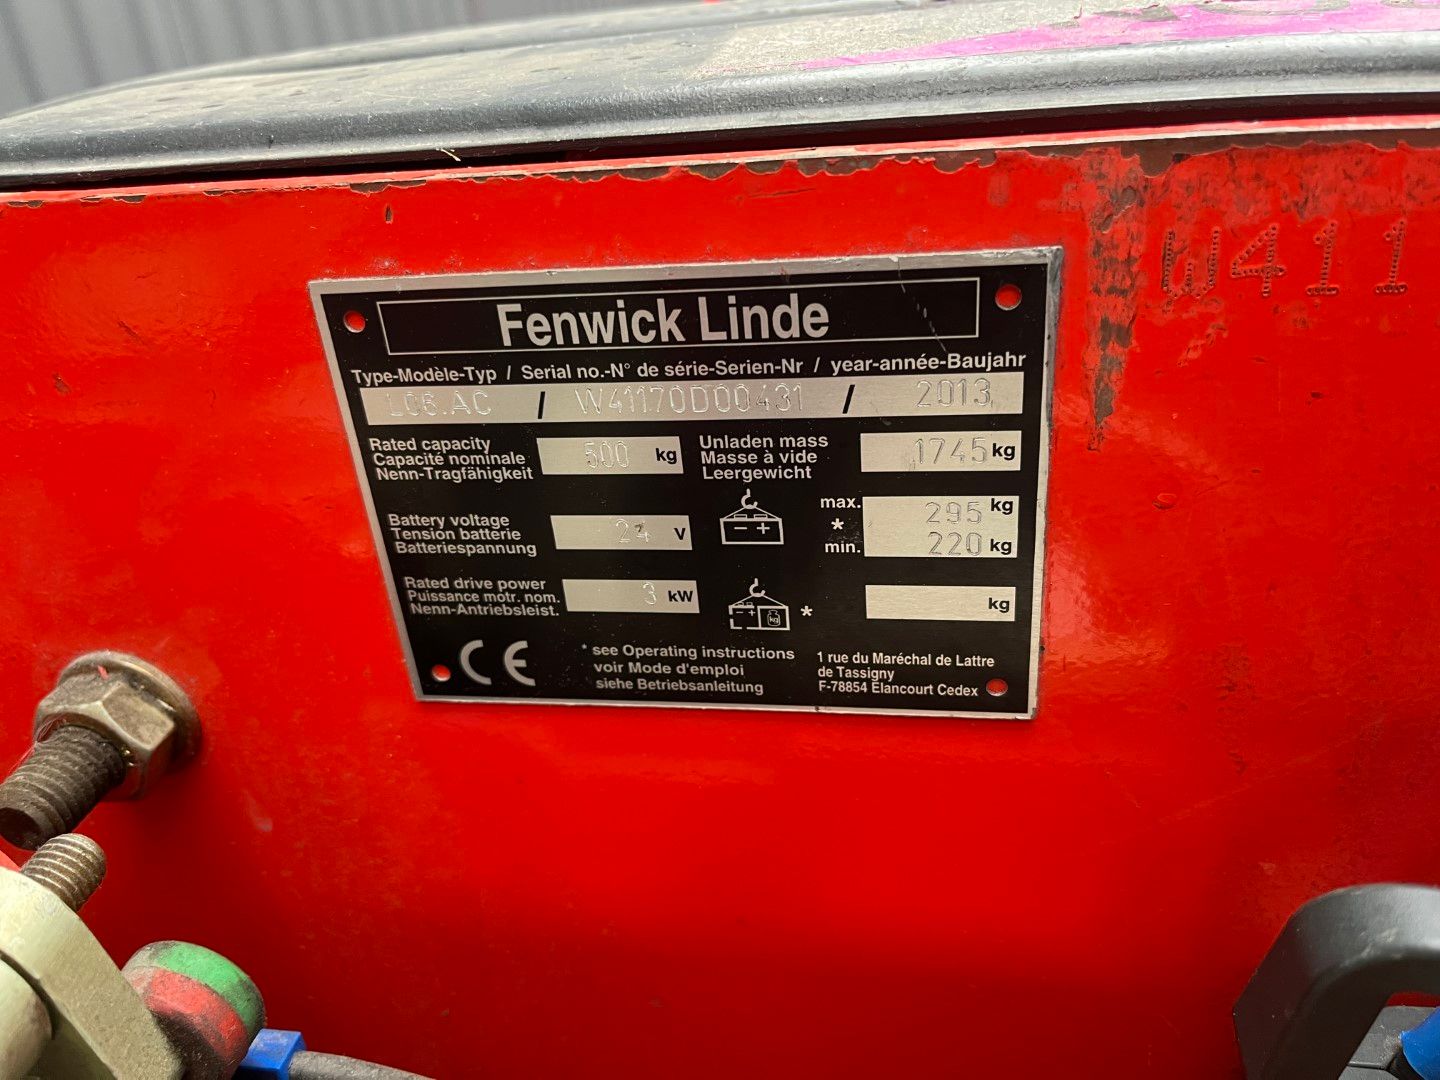 W411
Fenwick Linde
Type-Modèle-Typ / Serial no.-N° de série-Serien-Nr / year-année-Baujahr
L06.AC / W41170D00431 / 2013
Rated capacity
Capacité nominale
Nenn-Tragfähigkeit
500 kg
Unladen mass
Masse à vide
Leergewicht
1745 kg
Battery voltage
Tension batterie
Batteriespannung
24 V
- +
max. 295 kg
*
min. 220 kg
Rated drive power
Puissance motr. nom.
Nenn-Antriebsleist.
3 kW
- + kg *
kg
CE
* see Operating instructions
voir Mode d'emploi
siehe Betriebsanleitung
1 rue du Maréchal de Lattre
de Tassigny
F-78854 Elancourt Cedex